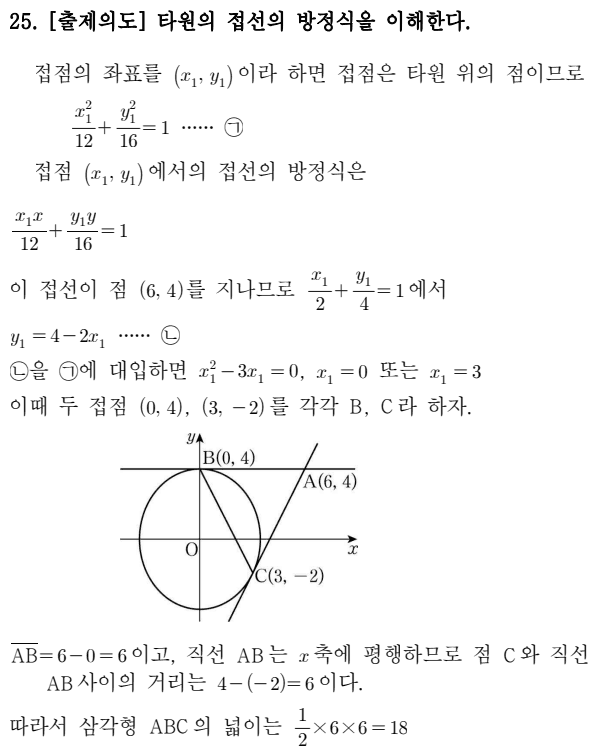 25. [출제의도] 타원의 접선의 방정식을 이해한다.
접점의 좌표를 (x₁, y₁)이라 하면 접점은 타원 위의 점이므로
x₁²/12 + y₁²/16 = 1 ⋯⋯ ㉠
접점 (x₁, y₁)에서의 접선의 방정식은
x₁x/12 + y₁y/16 = 1
이 접선이 점 (6, 4)를 지나므로 x₁/2 + y₁/4 = 1에서
y₁ = 4 − 2x₁ ⋯⋯ ㉡
㉡을 ㉠에 대입하면 x₁² − 3x₁ = 0, x₁ = 0 또는 x₁ = 3
이때 두 접점 (0, 4), (3, −2)를 각각 B, C라 하자.
y
B(0, 4)
A(6, 4)
O
x
C(3, −2)
A̅B̅ = 6 − 0 = 6이고, 직선 AB는 x축에 평행하므로 점 C와 직선
AB사이의 거리는 4 − (−2) = 6이다.
따라서 삼각형 ABC의 넓이는 1/2 × 6 × 6 = 18